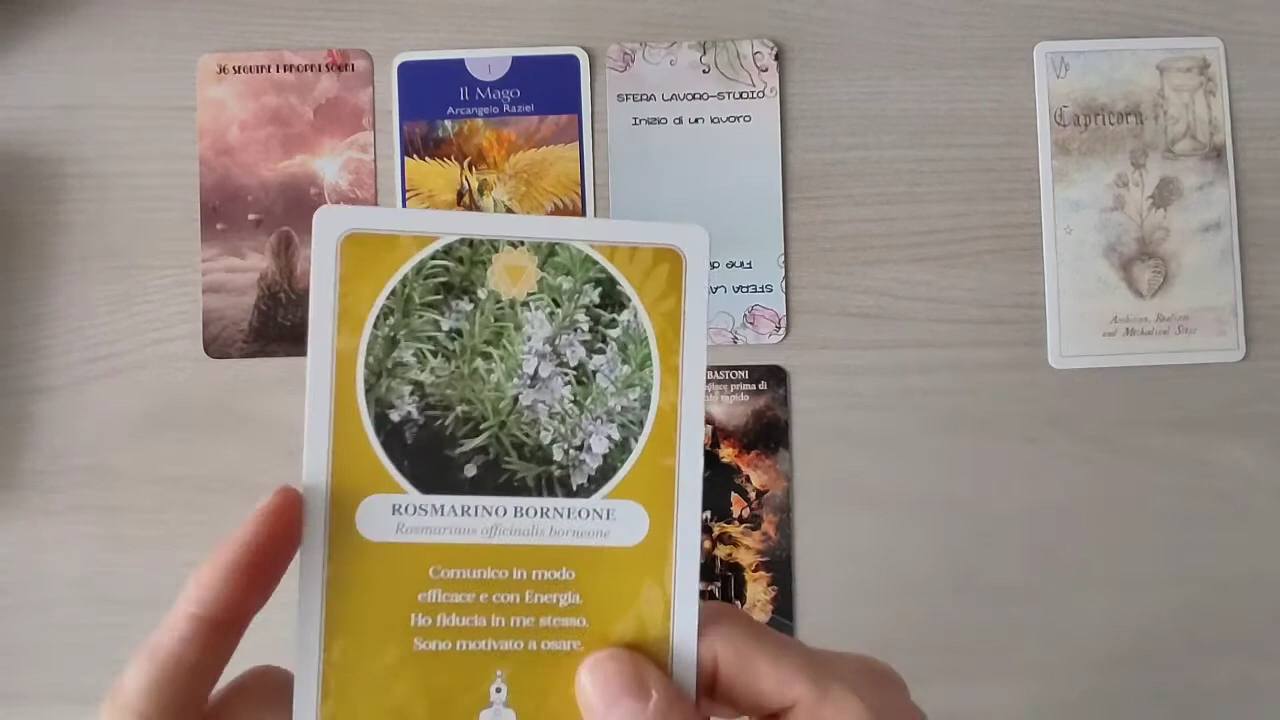 36 SEGUIRE I PROPRI SOGNI
I
Il Mago
Arcangelo Raziel
SFERA LAVORO-STUDIO
Inizio di un lavoro
Fine d
SFERA LA
Capricorn
Ambition, Realism
and Methodical Steps
BASTONI
prima di
rapido
ROSMARINO BORNEONE
Rosmarinus officinalis borneone
Comunico in modo
efficace e con Energia.
Ho fiducia in me stesso.
Sono motivato a osare.